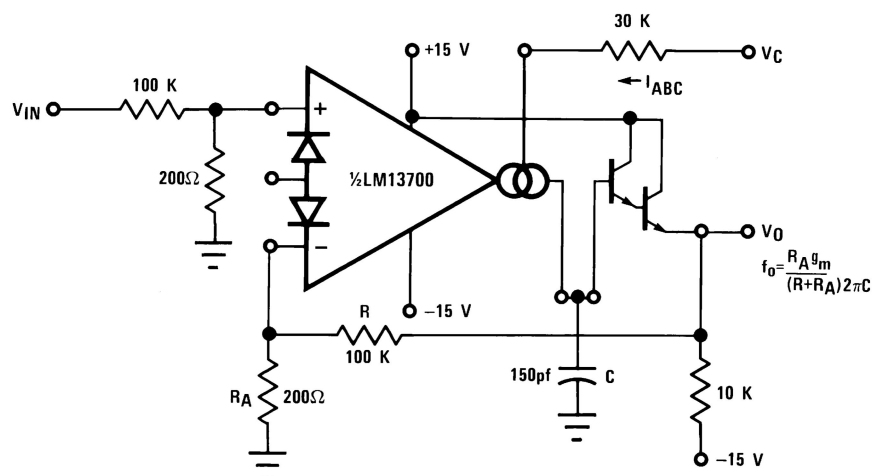 30 K
+15 V
V_C
I_ABC
100 K
V_IN
+
200Ω
½LM13700
−
V_O
f_o = R_A g_m / (R+R_A) 2πC
−15 V
R
100 K
150pf
C
10 K
R_A
200Ω
−15 V